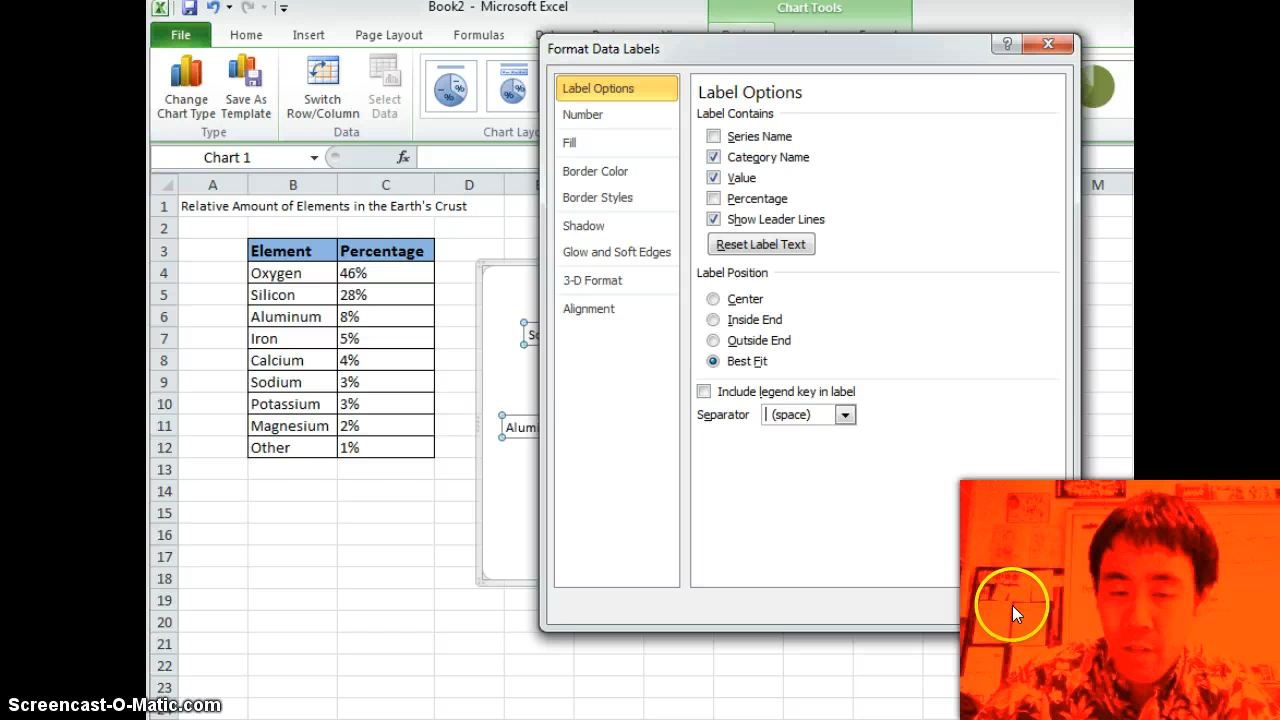 Book2 - Microsoft Excel
Chart Tools
File Home Insert Page Layout Formulas
Change Chart Type
Save As Template
Switch Row/Column
Select Data
Type
Data
Chart Layo
Chart 1
fx
A B C D M
1 Relative Amount of Elements in the Earth's Crust
2
3 Element Percentage
4 Oxygen 46%
5 Silicon 28%
6 Aluminum 8%
7 Iron 5%
8 Calcium 4%
9 Sodium 3%
10 Potassium 3%
11 Magnesium 2%
12 Other 1%
13
14
15
16
17
18
19
20
21
22
23
So
Alumi
Format Data Labels
Label Options
Number
Fill
Border Color
Border Styles
Shadow
Glow and Soft Edges
3-D Format
Alignment
Label Options
Label Contains
Series Name
Category Name
Value
Percentage
Show Leader Lines
Reset Label Text
Label Position
Center
Inside End
Outside End
Best Fit
Include legend key in label
Separator (space)
Screencast-O-Matic.com